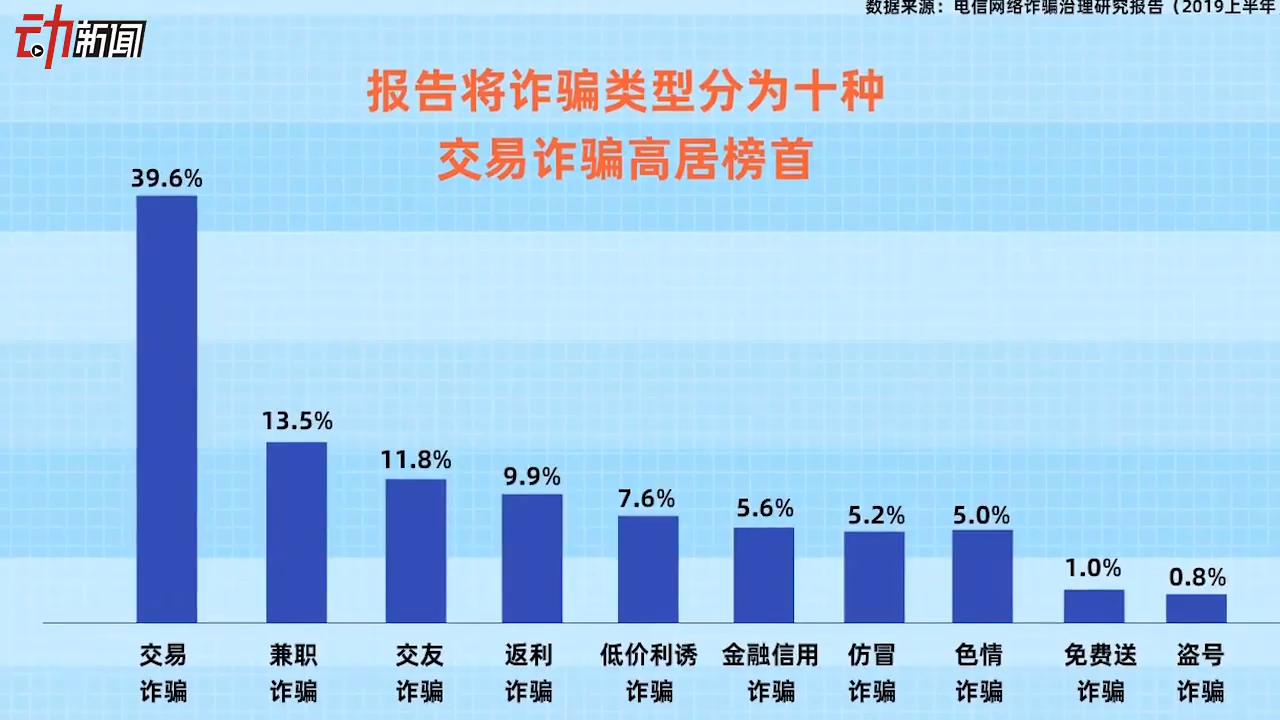 数据来源：电信网络诈骗治理研究报告（2019上半年
动新闻
报告将诈骗类型分为十种
交易诈骗高居榜首
39.6%
13.5%
11.8%
9.9%
7.6%
5.6%
5.2%
5.0%
1.0%
0.8%
交易
诈骗
兼职
诈骗
交友
诈骗
返利
诈骗
低价利诱
诈骗
金融信用
诈骗
仿冒
诈骗
色情
诈骗
免费送
诈骗
盗号
诈骗